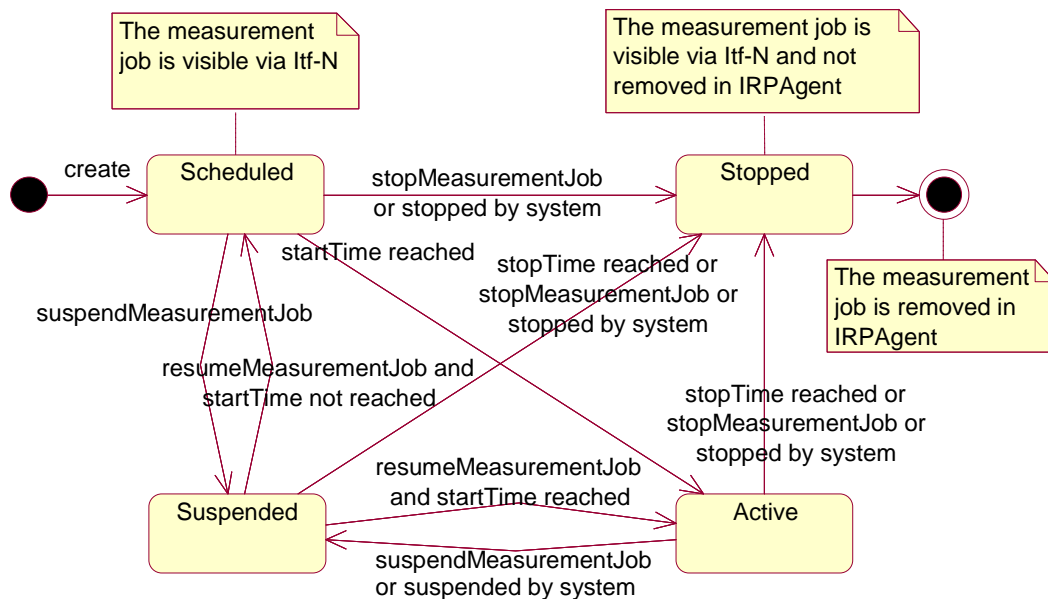 The measurement
job is visible via Itf-N
The measurement job is
visible via Itf-N and not
removed in IRPAgent
create
Scheduled
stopMeasurementJob
or stopped by system
Stopped
startTime reached
stopTime reached or
stopMeasurementJob or
stopped by system
The measurement
job is removed in
IRPAgent
suspendMeasurementJob
resumeMeasurementJob and
startTime not reached
stopTime reached or
stopMeasurementJob or
stopped by system
resumeMeasurementJob
and startTime reached
Suspended
Active
suspendMeasurementJob
or suspended by system